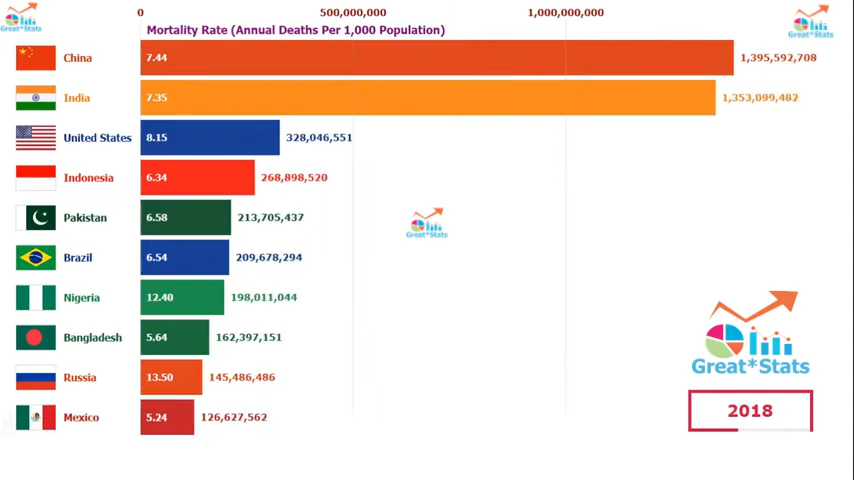 0 500,000,000 1,000,000,000
Great*Stats
Great*Stats
Mortality Rate (Annual Deaths Per 1,000 Population)
China 7.44 1,395,592,708
India 7.35 1,353,099,482
United States 8.15 328,046,551
Indonesia 6.34 268,898,520
Pakistan 6.58 213,705,437
Great*Stats
Brazil 6.54 209,678,294
Nigeria 12.40 198,011,044
Bangladesh 5.64 162,397,151
Great*Stats
Russia 13.50 145,486,486
Mexico 5.24 126,627,562
2018